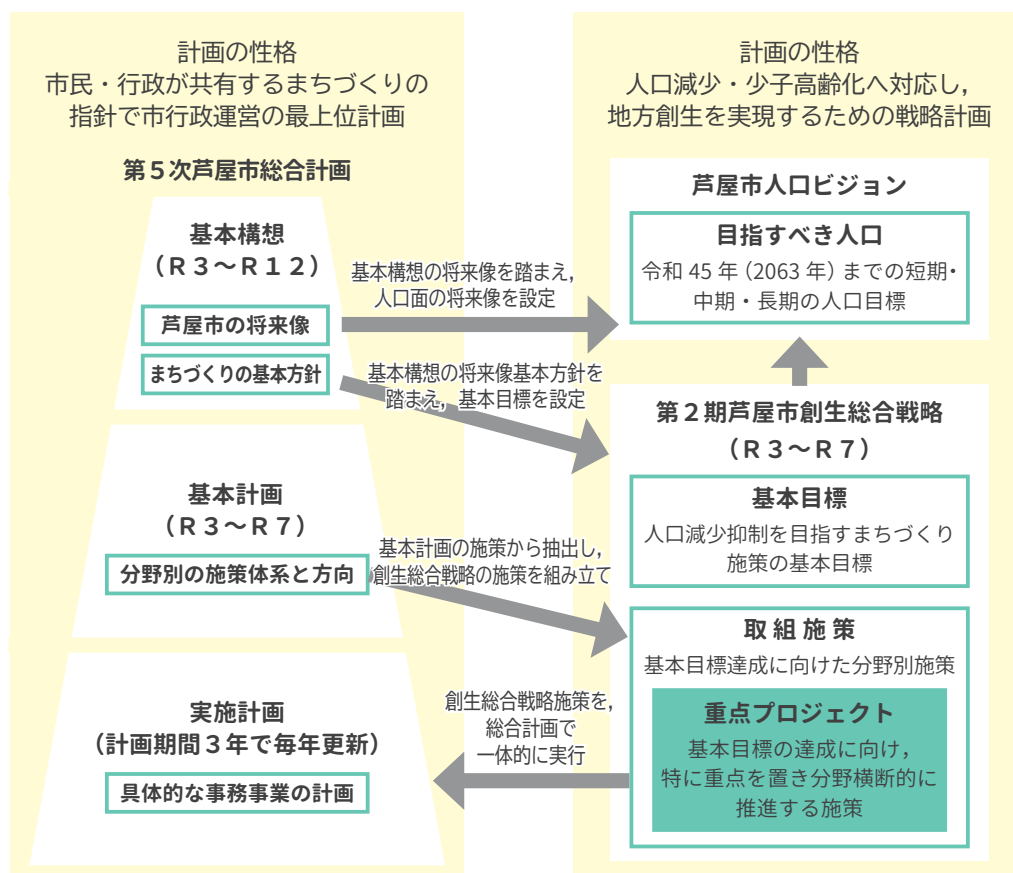 計画の性格
市民・行政が共有するまちづくりの
指針で市行政運営の最上位計画
第５次芦屋市総合計画
基本構想
（Ｒ３〜Ｒ１２）
芦屋市の将来像
まちづくりの基本方針
基本計画
（Ｒ３〜Ｒ７）
分野別の施策体系と方向
実施計画
（計画期間３年で毎年更新）
具体的な事務事業の計画
基本構想の将来像を踏まえ，
人口面の将来像を設定
基本構想の将来像基本方針を
踏まえ，基本目標を設定
基本計画の施策から抽出し，
創生総合戦略の施策を組み立て
創生総合戦略施策を，
総合計画で
一体的に実行
計画の性格
人口減少・少子高齢化へ対応し，
地方創生を実現するための戦略計画
芦屋市人口ビジョン
目指すべき人口
令和 45 年（2063 年）までの短期・
中期・長期の人口目標
第２期芦屋市創生総合戦略
（Ｒ３〜Ｒ７）
基本目標
人口減少抑制を目指すまちづくり
施策の基本目標
取組施策
基本目標達成に向けた分野別施策
重点プロジェクト
基本目標の達成に向け，
特に重点を置き分野横断的に
推進する施策